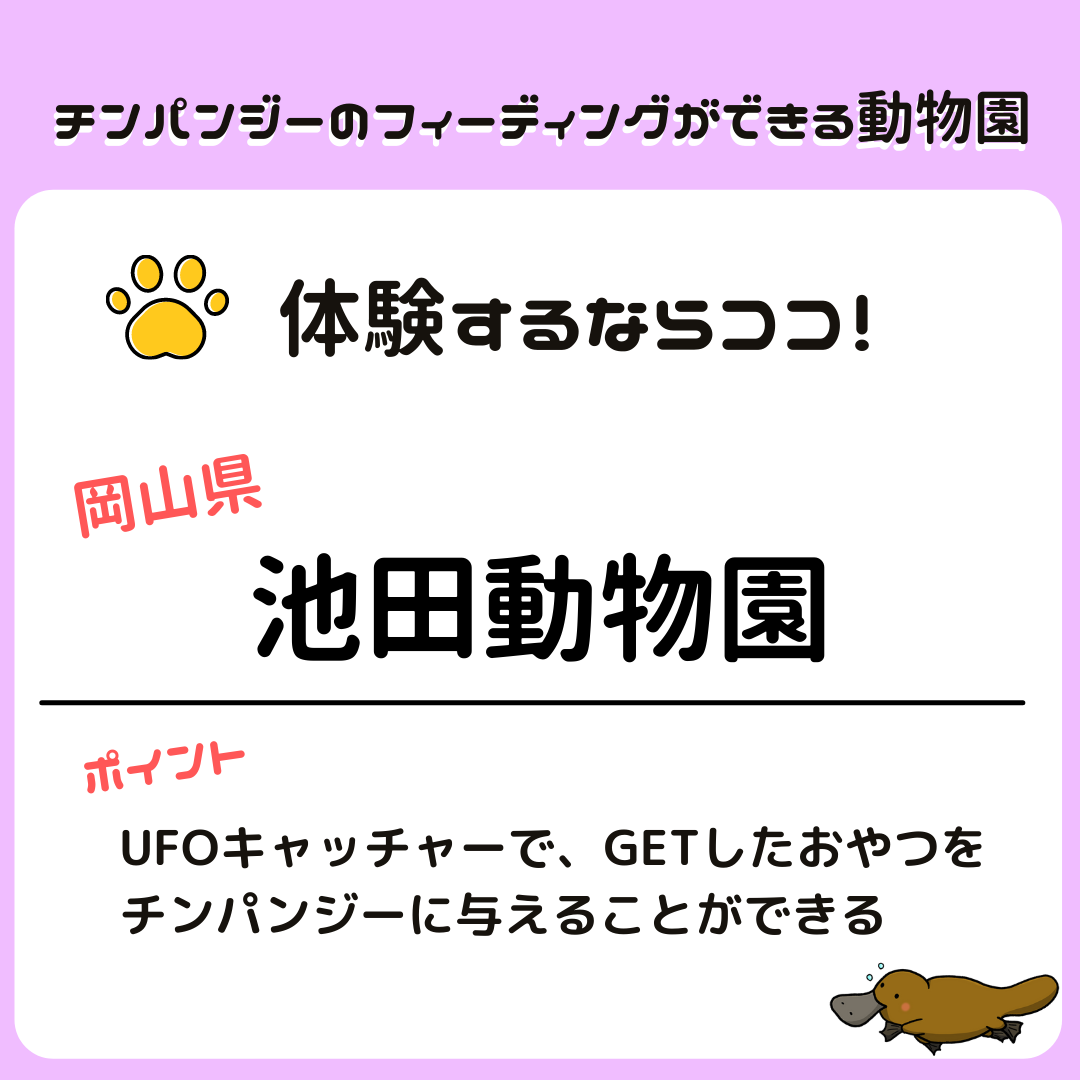 チンパンジーのフィーディングができる動物園
体験するならココ!
岡山県
池田動物園
ポイント
UFOキャッチャーで、GETしたおやつを
チンパンジーに与えることができる